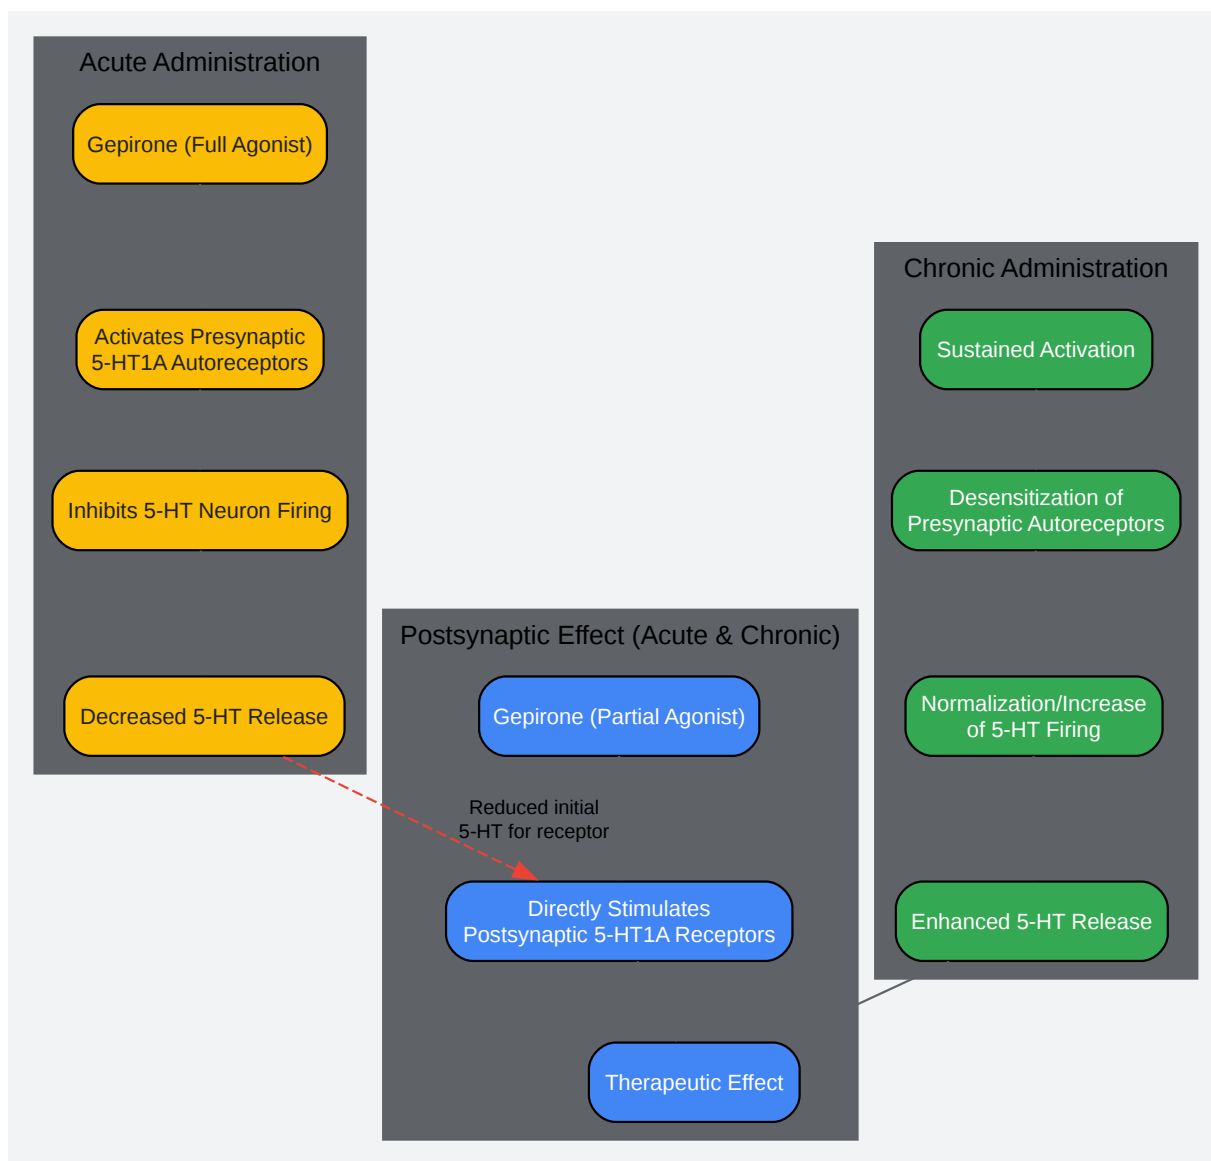 Acute Administration
Gepirone (Full Agonist)
Activates Presynaptic
5-HT1A Autoreceptors
Inhibits 5-HT Neuron Firing
Decreased 5-HT Release
Postsynaptic Effect (Acute & Chronic)
Gepirone (Partial Agonist)
Reduced initial
5-HT for receptor
Directly Stimulates
Postsynaptic 5-HT1A Receptors
Therapeutic Effect
Chronic Administration
Sustained Activation
Desensitization of
Presynaptic Autoreceptors
Normalization/Increase
of 5-HT Firing
Enhanced 5-HT Release